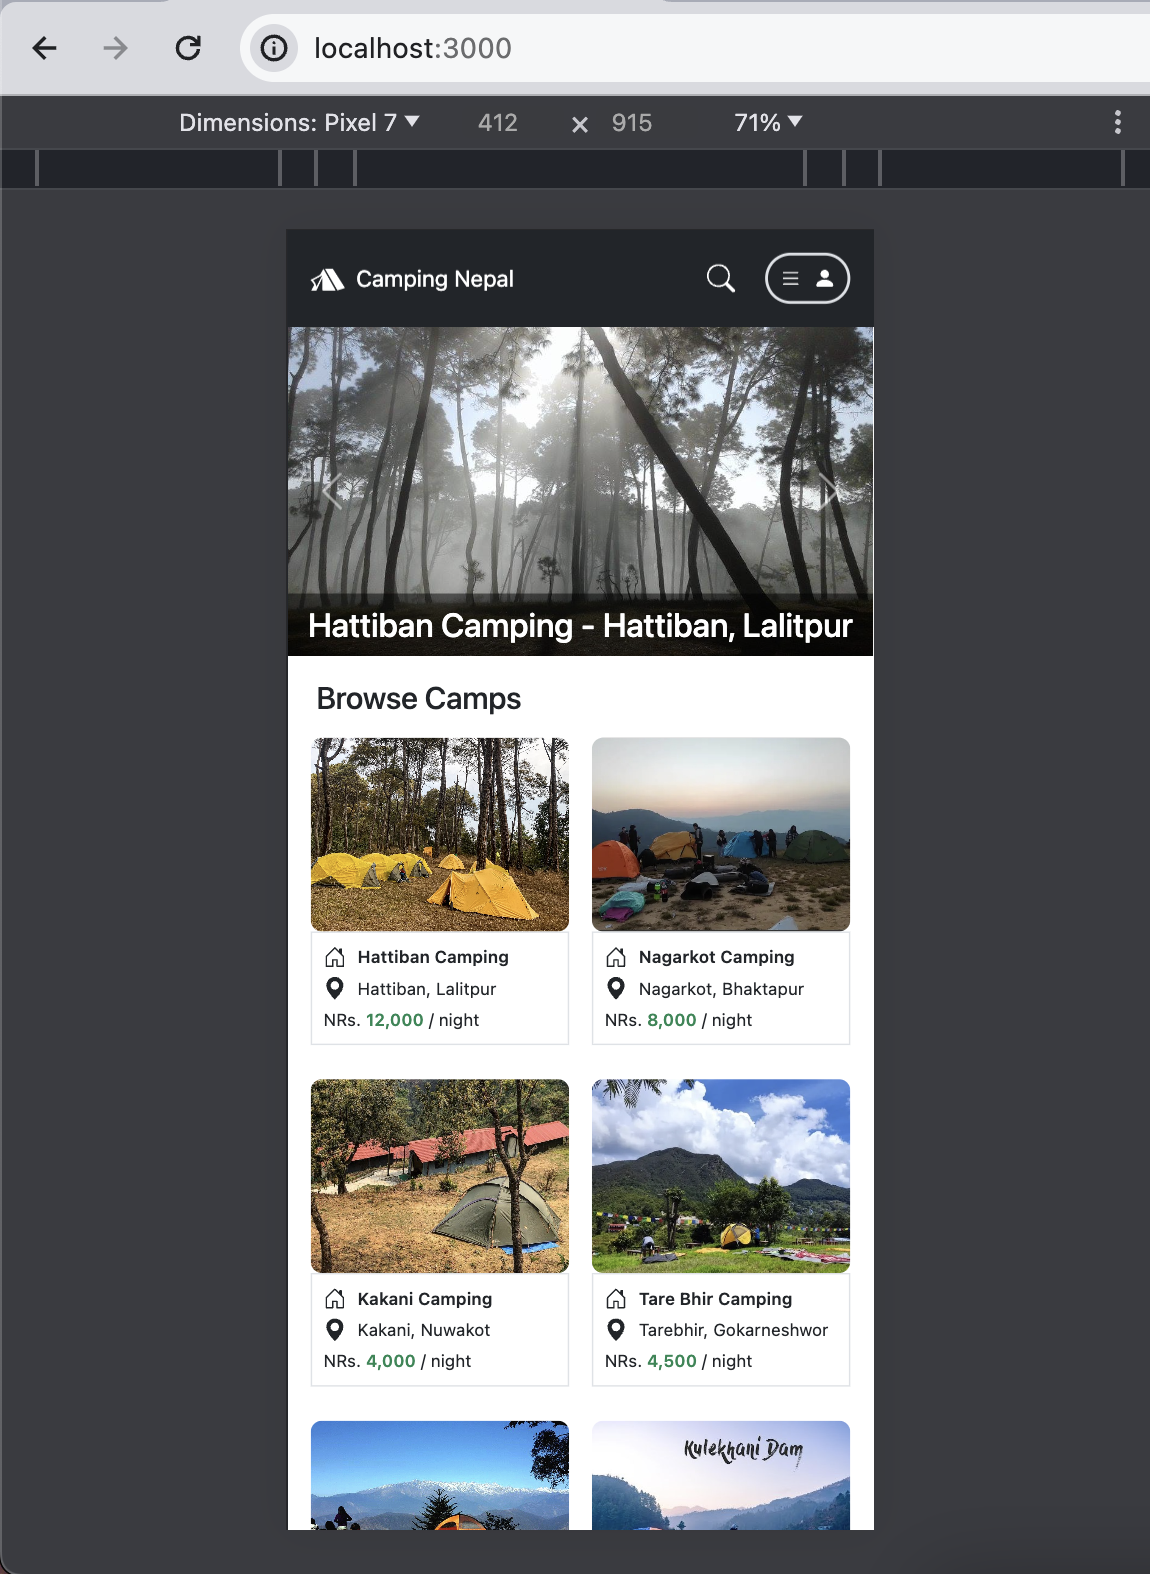 localhost:3000
Dimensions: Pixel 7 412 × 915 71%
Camping Nepal
Hattiban Camping - Hattiban, Lalitpur
Browse Camps
Hattiban Camping
Hattiban, Lalitpur
NRs. 12,000 / night
Nagarkot Camping
Nagarkot, Bhaktapur
NRs. 8,000 / night
Kakani Camping
Kakani, Nuwakot
NRs. 4,000 / night
Tare Bhir Camping
Tarebhir, Gokarneshwor
NRs. 4,500 / night
Kulekhani Dam